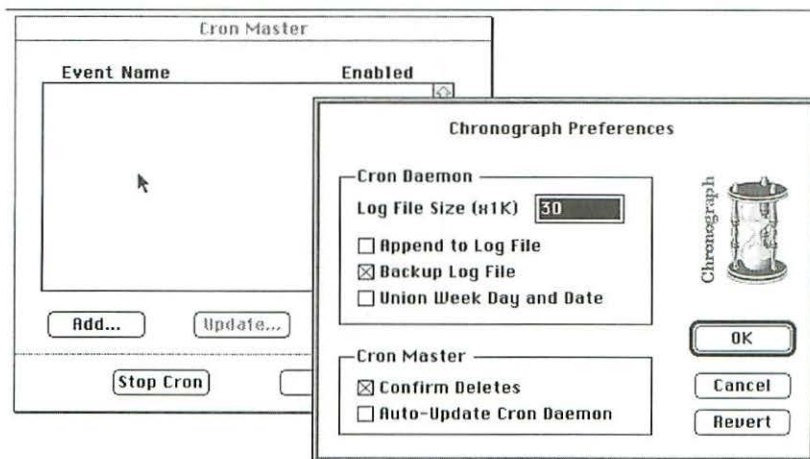 Cron Master
Event Name Enabled
Add...
Update...
Stop Cron
Chronograph Preferences
Cron Daemon
Log File Size (x1K) 30
Append to Log File
Backup Log File
Union Week Day and Date
Cron Master
Confirm Deletes
Auto-Update Cron Daemon
Chronograph
OK
Cancel
Revert